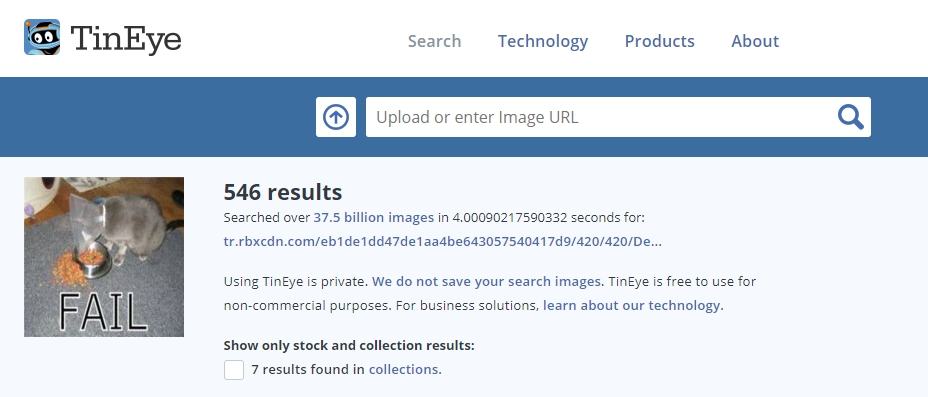 TinEye
Search Technology Products About
Upload or enter Image URL
546 results
Searched over 37.5 billion images in 4.00090217590332 seconds for:
tr.rbxcdn.com/eb1de1dd47de1aa4be643057540417d9/420/420/De...
Using TinEye is private. We do not save your search images. TinEye is free to use for
non-commercial purposes. For business solutions, learn about our technology.
FAIL
Show only stock and collection results:
7 results found in collections.